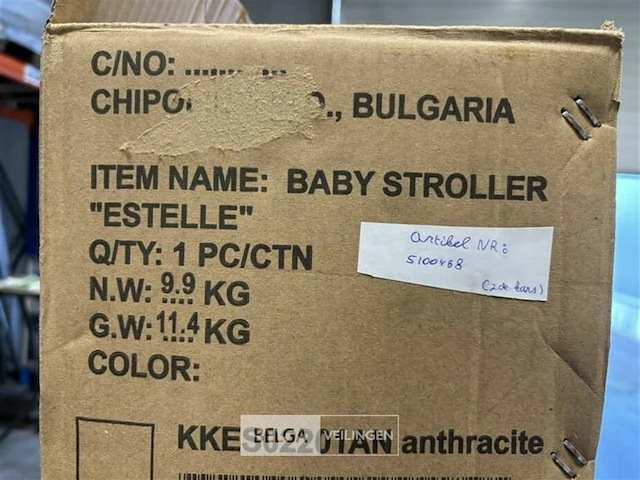 C/NO: ...........
CHIPO , BULGARIA
ITEM NAME: BABY STROLLER
"ESTELLE"
Q/TY: 1 PC/CTN
Artikel NR:
5100468
(2de kans)
N.W: 9.9 KG
G.W: 11.4 KG
COLOR:
anthracite
BELGA VEILINGEN